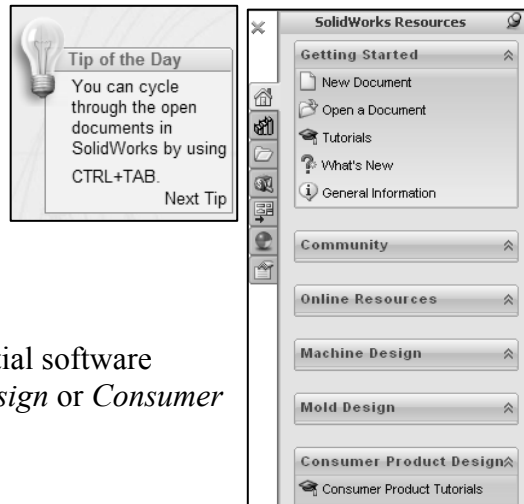 Tip of the Day
You can cycle
through the open
documents in
SolidWorks by using
CTRL+TAB.
Next Tip
SolidWorks Resources
Getting Started
New Document
Open a Document
Tutorials
What's New
General Information
Community
Online Resources
Machine Design
Mold Design
Consumer Product Design
Consumer Product Tutorials
tial software
sign or Consumer